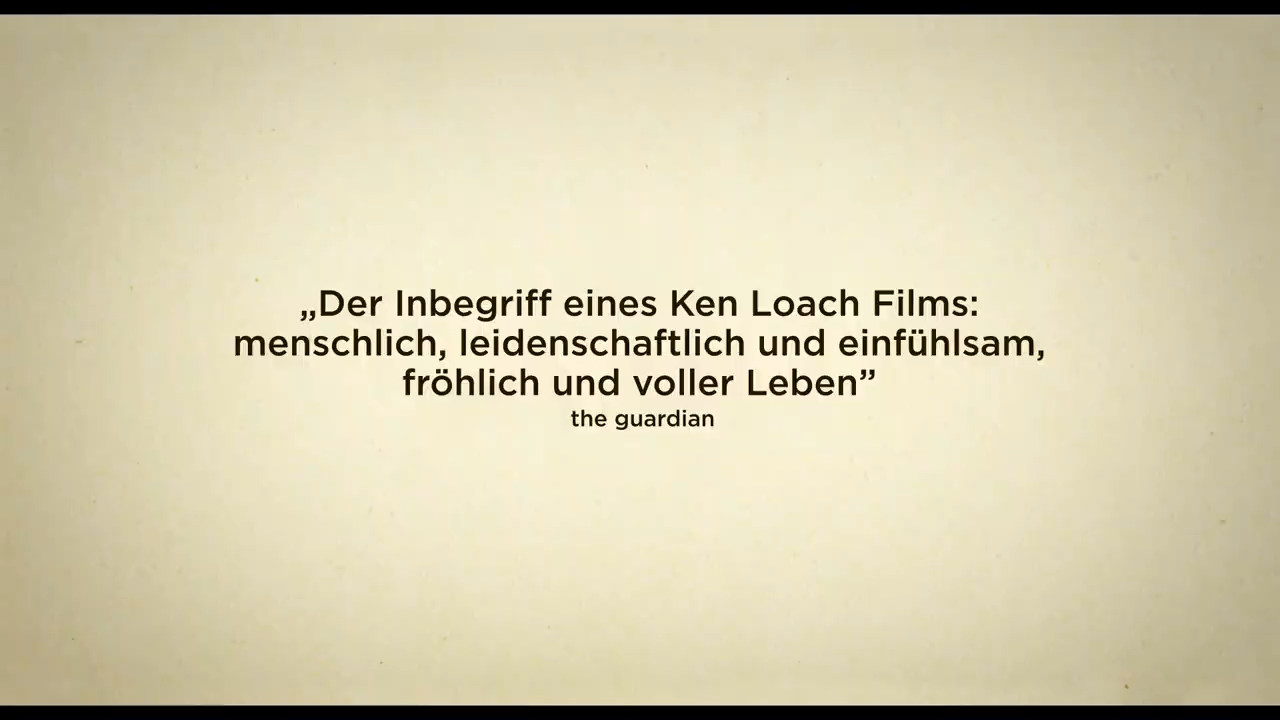 „Der Inbegriff eines Ken Loach Films:
menschlich, leidenschaftlich und einfühlsam,
fröhlich und voller Leben”
the guardian